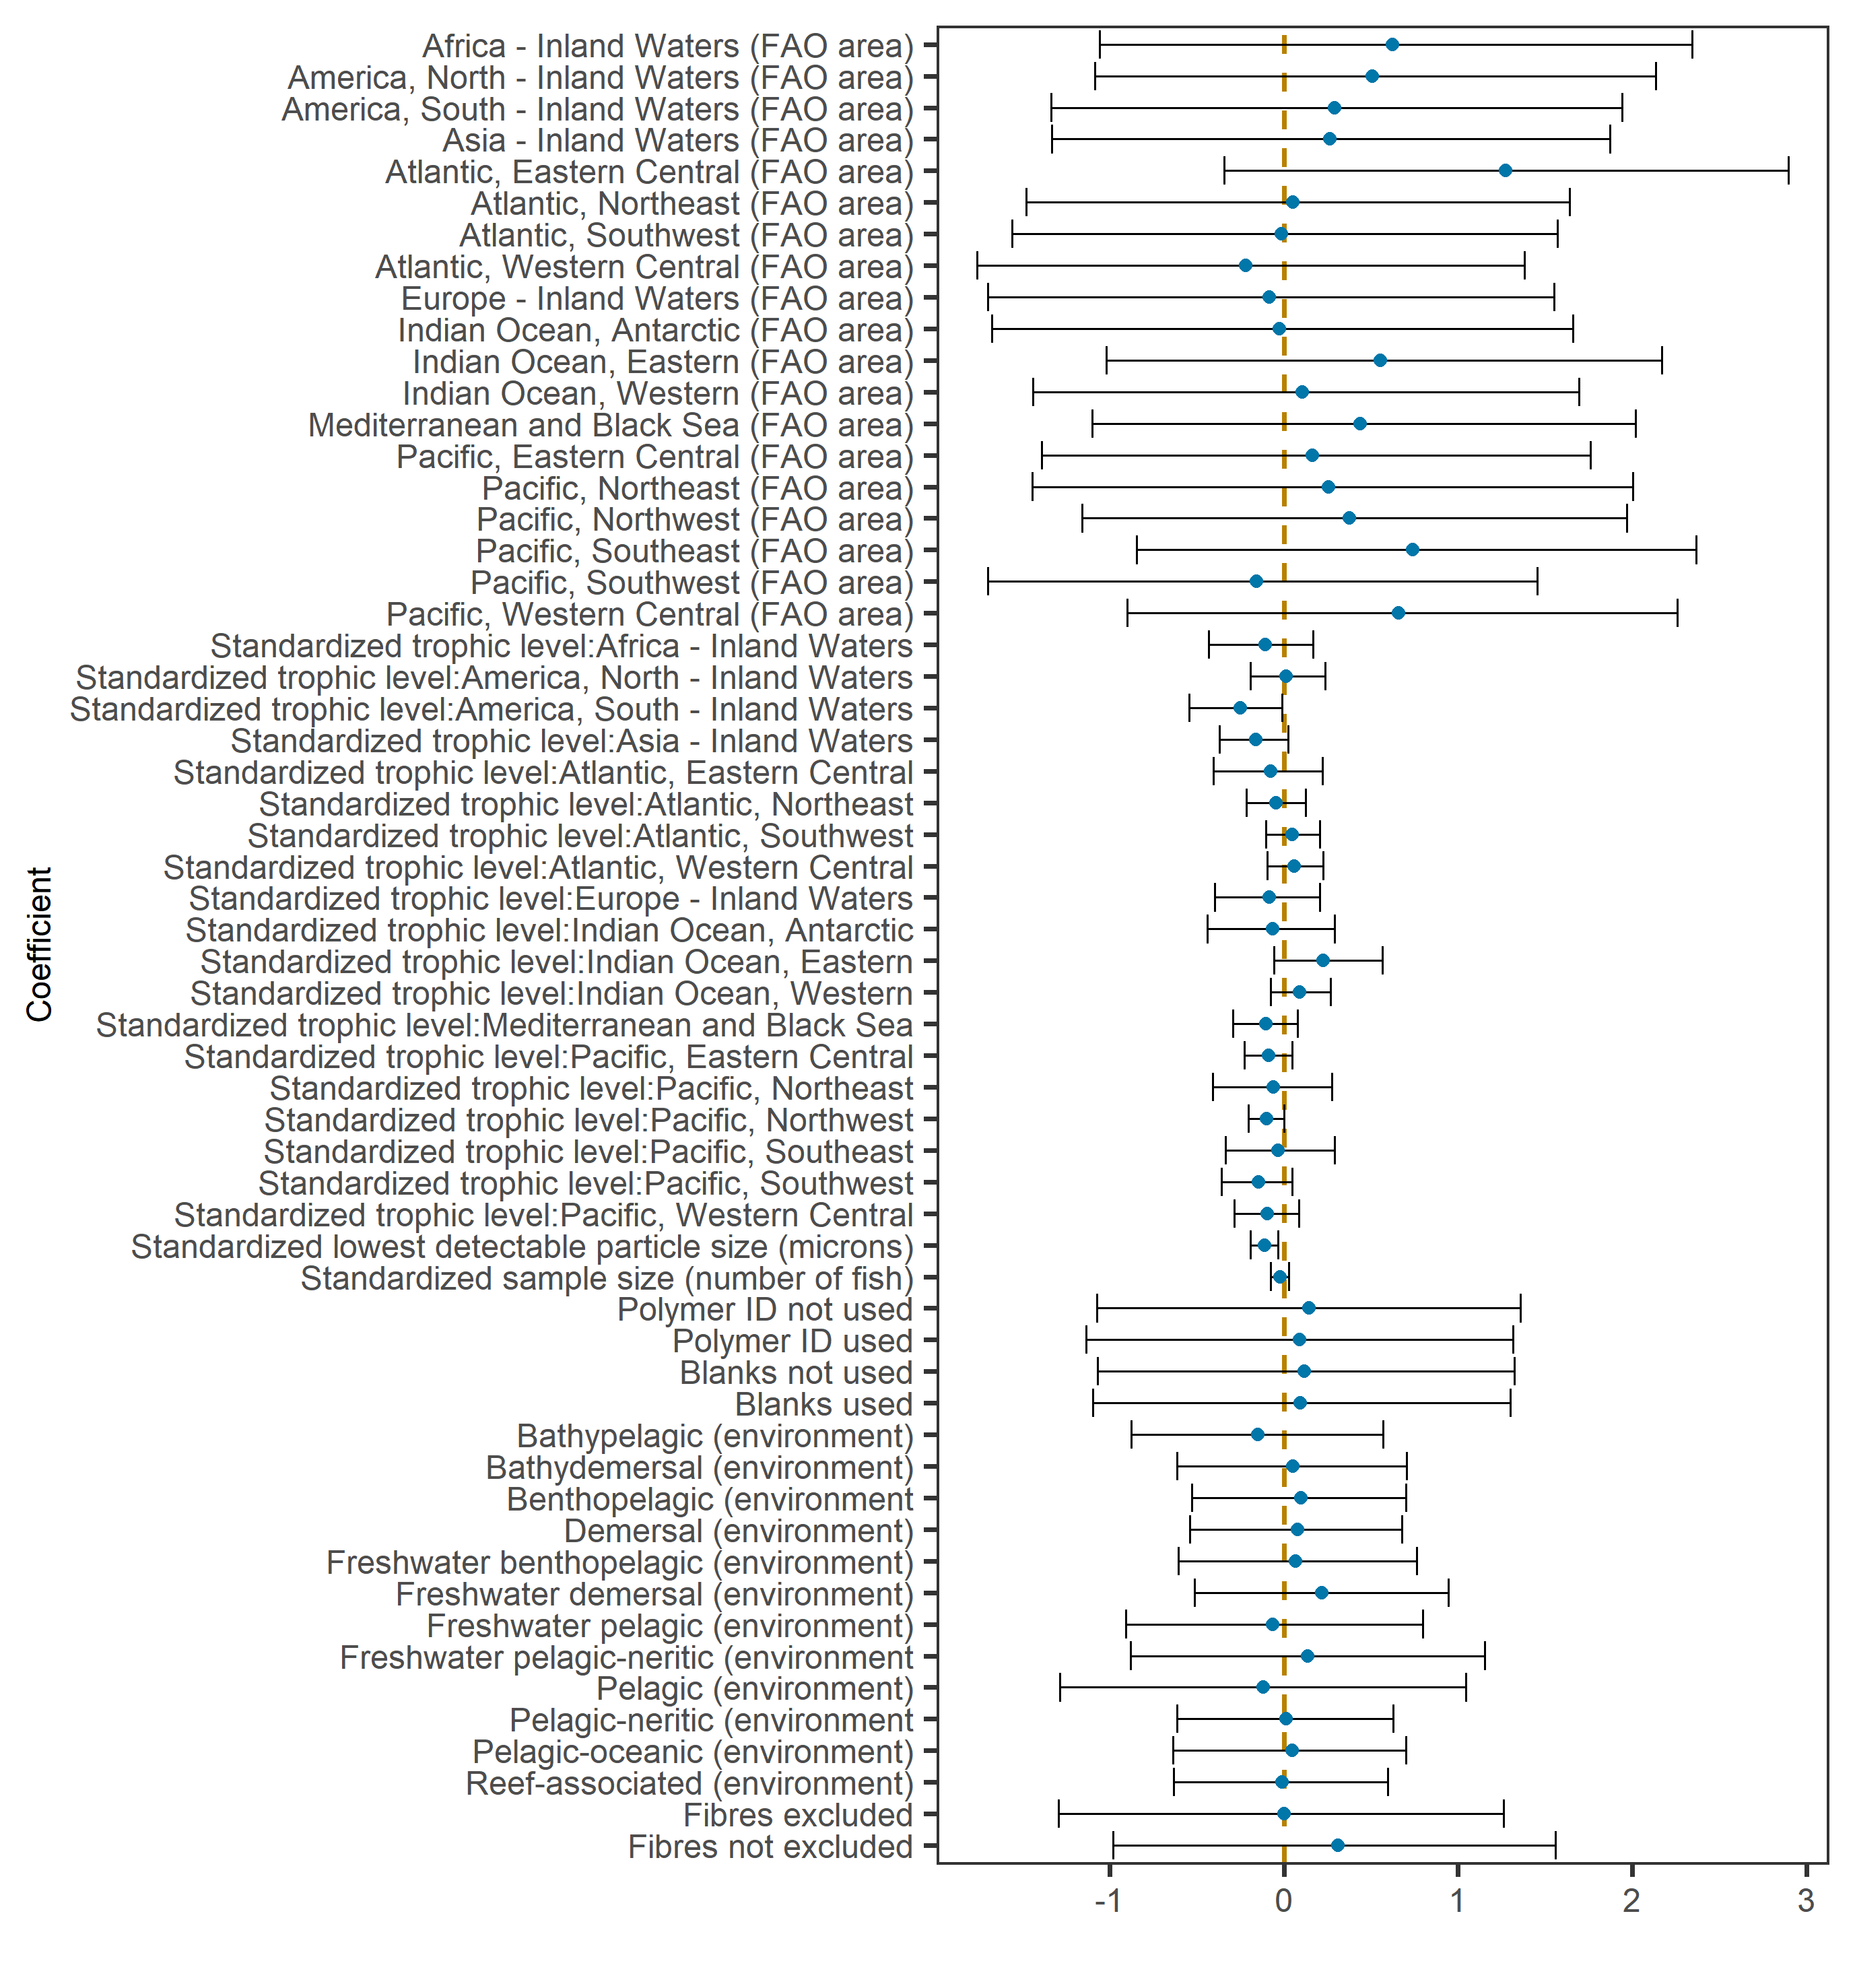 Africa - Inland Waters (FAO area)
America, North - Inland Waters (FAO area)
America, South - Inland Waters (FAO area)
Asia - Inland Waters (FAO area)
Atlantic, Eastern Central (FAO area)
Atlantic, Northeast (FAO area)
Atlantic, Southwest (FAO area)
Atlantic, Western Central (FAO area)
Europe - Inland Waters (FAO area)
Indian Ocean, Antarctic (FAO area)
Indian Ocean, Eastern (FAO area)
Indian Ocean, Western (FAO area)
Mediterranean and Black Sea (FAO area)
Pacific, Eastern Central (FAO area)
Pacific, Northeast (FAO area)
Pacific, Northwest (FAO area)
Pacific, Southeast (FAO area)
Pacific, Southwest (FAO area)
Pacific, Western Central (FAO area)
Standardized trophic level:Africa - Inland Waters
Standardized trophic level:America, North - Inland Waters
Standardized trophic level:America, South - Inland Waters
Standardized trophic level:Asia - Inland Waters
Standardized trophic level:Atlantic, Eastern Central
Standardized trophic level:Atlantic, Northeast
Standardized trophic level:Atlantic, Southwest
Standardized trophic level:Atlantic, Western Central
Standardized trophic level:Europe - Inland Waters
Standardized trophic level:Indian Ocean, Antarctic
Standardized trophic level:Indian Ocean, Eastern
Standardized trophic level:Indian Ocean, Western
Standardized trophic level:Mediterranean and Black Sea
Standardized trophic level:Pacific, Eastern Central
Standardized trophic level:Pacific, Northeast
Standardized trophic level:Pacific, Northwest
Standardized trophic level:Pacific, Southeast
Standardized trophic level:Pacific, Southwest
Standardized trophic level:Pacific, Western Central
Standardized lowest detectable particle size (microns)
Standardized sample size (number of fish)
Polymer ID not used
Polymer ID used
Blanks not used
Blanks used
Bathypelagic (environment)
Bathydemersal (environment)
Benthopelagic (environment
Demersal (environment)
Freshwater benthopelagic (environment)
Freshwater demersal (environment)
Freshwater pelagic (environment)
Freshwater pelagic-neritic (environment
Pelagic (environment)
Pelagic-neritic (environment
Pelagic-oceanic (environment)
Reef-associated (environment)
Fibres excluded
Fibres not excluded
Coefficient
-1 0 1 2 3